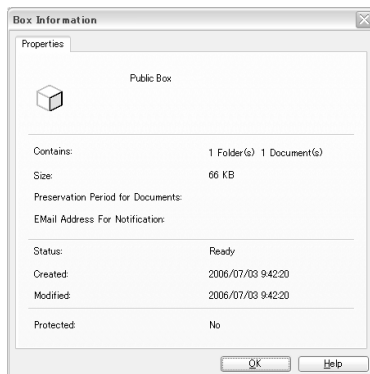 Box Information
Properties
Public Box
Contains: 1 Folder(s) 1 Document(s)
Size: 66 KB
Preservation Period for Documents:
EMail Address For Notification:
Status: Ready
Created: 2006/07/03 9:42:20
Modified: 2006/07/03 9:42:20
Protected: No
OK Help